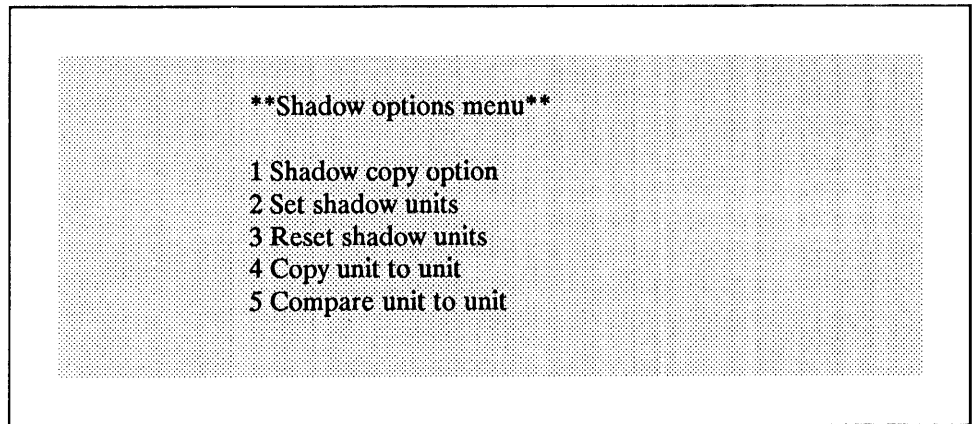 **Shadow options menu**
1 Shadow copy option
2 Set shadow units
3 Reset shadow units
4 Copy unit to unit
5 Compare unit to unit